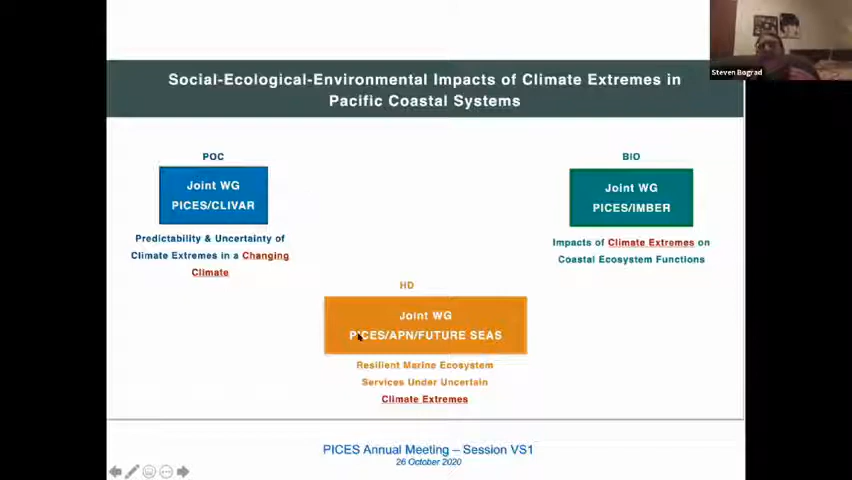 Steven Bograd
Social-Ecological-Environmental Impacts of Climate Extremes in
Pacific Coastal Systems
POC
Joint WG
PICES/CLIVAR
Predictability & Uncertainty of
Climate Extremes in a Changing
Climate
BIO
Joint WG
PICES/IMBER
Impacts of Climate Extremes on
Coastal Ecosystem Functions
HD
Joint WG
PICES/APN/FUTURE SEAS
Resilient Marine Ecosystem
Services Under Uncertain
Climate Extremes
PICES Annual Meeting – Session VS1
26 October 2020